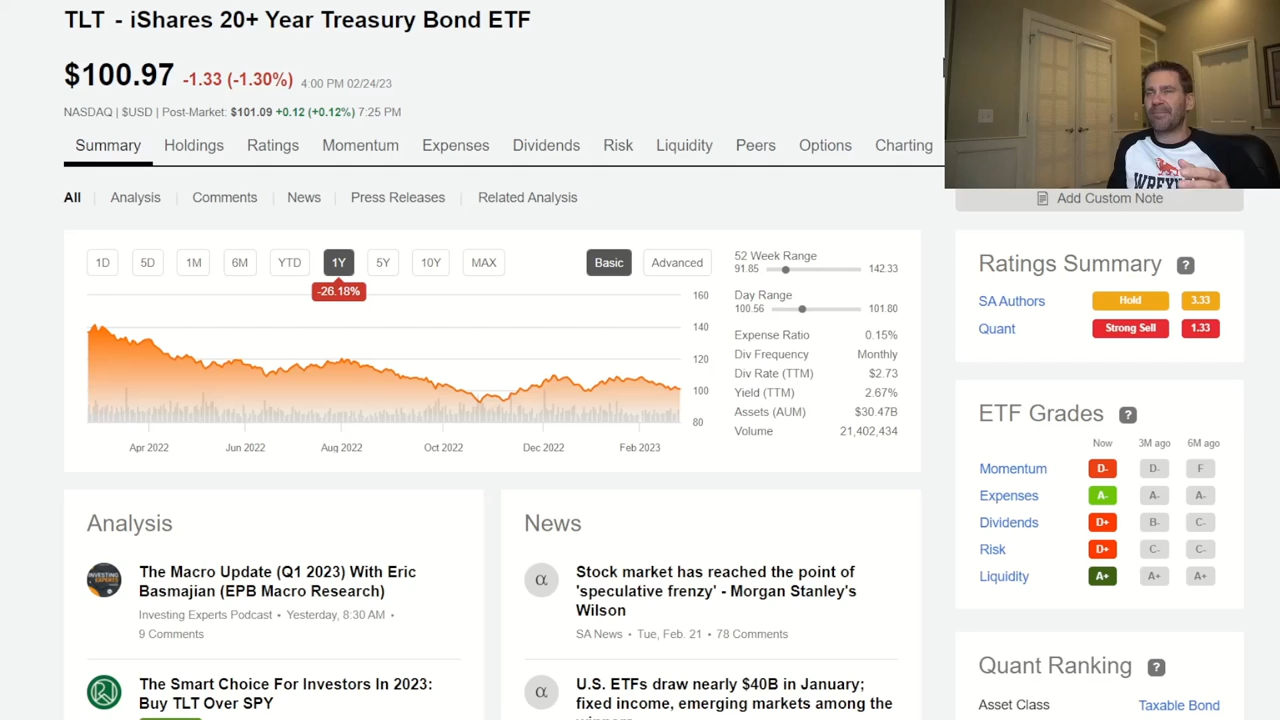 TLT - iShares 20+ Year Treasury Bond ETF
$100.97 -1.33 (-1.30%) 4:00 PM 02/24/23
NASDAQ | $USD | Post-Market: $101.09 +0.12 (+0.12%) 7:25 PM
Summary Holdings Ratings Momentum Expenses Dividends Risk Liquidity Peers Options Charting
All Analysis Comments News Press Releases Related Analysis
Add Custom Note
1D 5D 1M 6M YTD 1Y 5Y 10Y MAX Basic Advanced
-26.18%
160
140
120
100
80
Apr 2022 Jun 2022 Aug 2022 Oct 2022 Dec 2022 Feb 2023
52 Week Range
91.85 142.33
Day Range
100.56 101.80
Expense Ratio 0.15%
Div Frequency Monthly
Div Rate (TTM) $2.73
Yield (TTM) 2.67%
Assets (AUM) $30.47B
Volume 21,402,434
Ratings Summary ?
SA Authors Hold 3.33
Quant Strong Sell 1.33
ETF Grades ?
Now 3M ago 6M ago
Momentum D- D- F
Expenses A- A- A-
Dividends D+ B- C-
Risk D+ C- C-
Liquidity A+ A+ A+
Quant Ranking ?
Asset Class Taxable Bond
Analysis
INVESTING
EXPERTS
The Macro Update (Q1 2023) With Eric
Basmajian (EPB Macro Research)
Investing Experts Podcast • Yesterday, 8:30 AM •
9 Comments
The Smart Choice For Investors In 2023:
Buy TLT Over SPY
News
α
Stock market has reached the point of
'speculative frenzy' - Morgan Stanley's
Wilson
SA News • Tue, Feb. 21 • 78 Comments
α
U.S. ETFs draw nearly $40B in January;
fixed income, emerging markets among the
winners